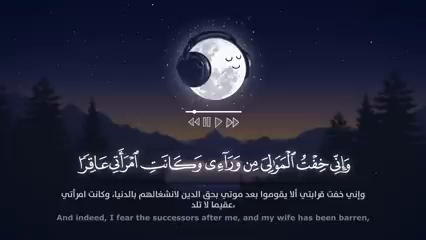 وَإِنِّي خِفْتُ ٱلْمَوَٰلِيَ مِن وَرَآءِى وَكَانَتِ ٱمْرَأَتِي عَاقِرًا
وإني خفت قرابتي ألا يقوموا بعد موتي بحق الدين لانشغالهم بالدنيا، وكانت امرأتي
عقيما لا تلد،
And indeed, I fear the successors after me, and my wife has been barren,